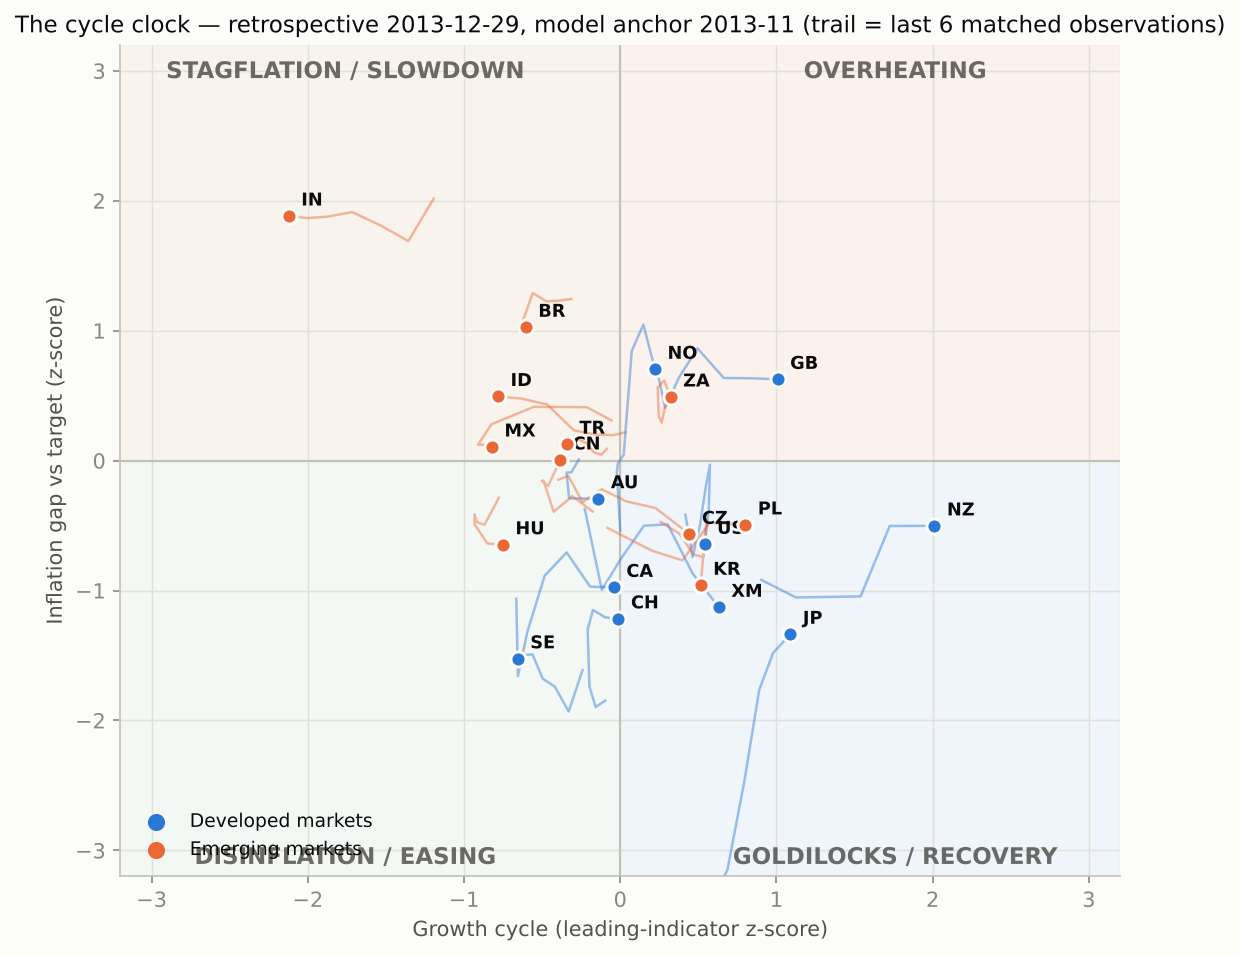 The cycle clock — retrospective 2013-12-29, model anchor 2013-11 (trail = last 6 matched observations)
STAGFLATION / SLOWDOWN
OVERHEATING
3
2
1
0
−1
−2
−3
Inflation gap vs target (z-score)
IN
BR
NO
GB
ID
ZA
MX
TR
CN
AU
HU
CZ
US
PL
NZ
CA
KR
CH
XM
SE
JP
Developed markets
Emerging markets
DISINFLATION / EASING
GOLDILOCKS / RECOVERY
−3
−2
−1
0
1
2
3
Growth cycle (leading-indicator z-score)